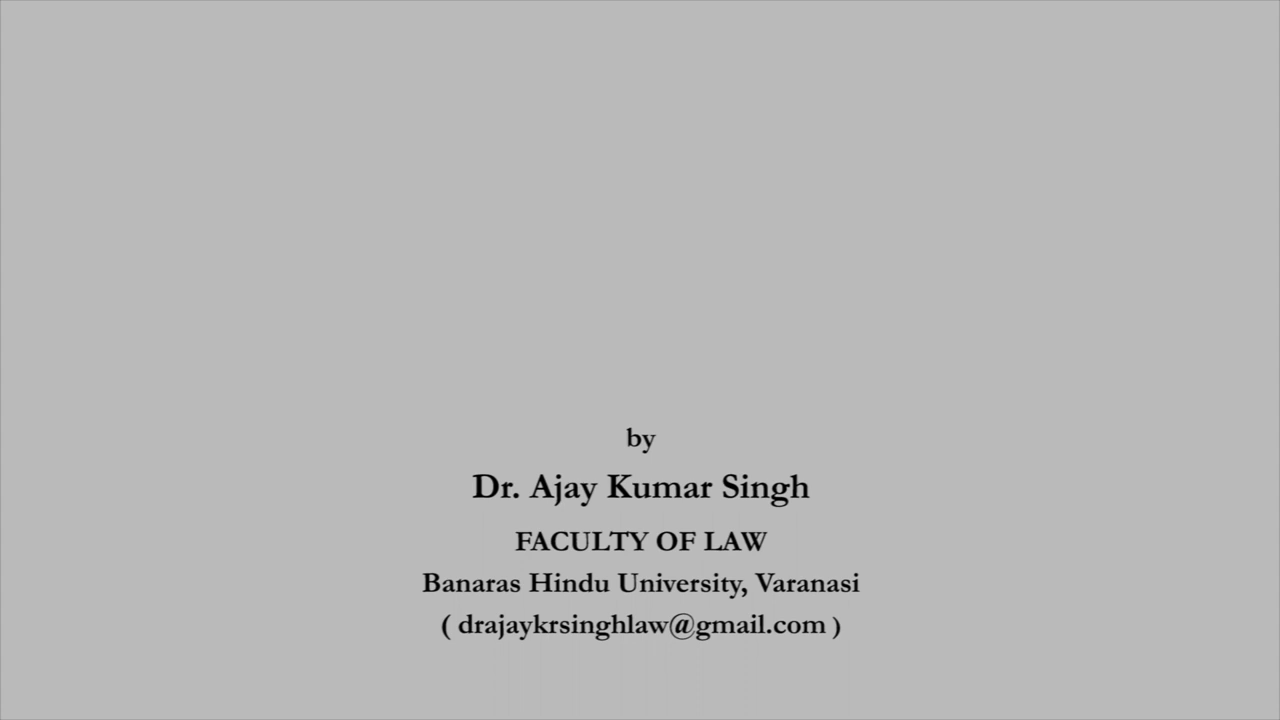 by
Dr. Ajay Kumar Singh
FACULTY OF LAW
Banaras Hindu University, Varanasi
( drajaykrsinghlaw@gmail.com )